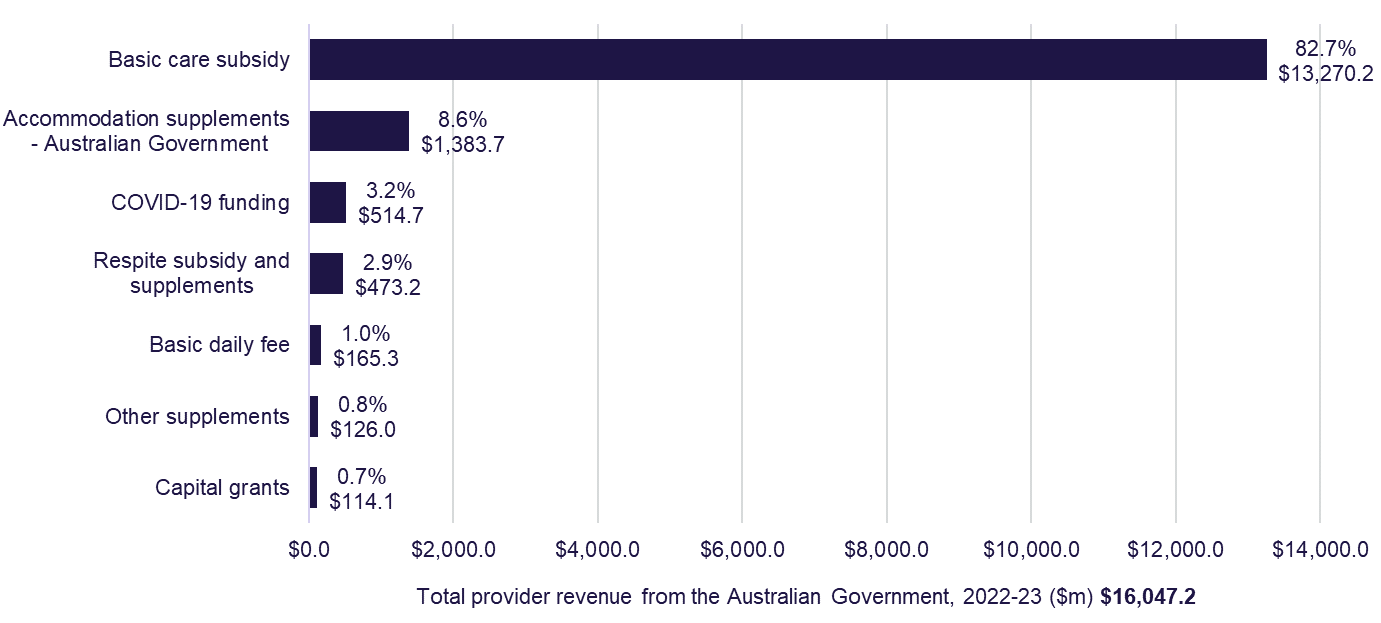 Basic care subsidy
82.7%
$13,270.2
Accommodation supplements
- Australian Government
8.6%
$1,383.7
COVID-19 funding
3.2%
$514.7
Respite subsidy and
supplements
2.9%
$473.2
Basic daily fee
1.0%
$165.3
Other supplements
0.8%
$126.0
Capital grants
0.7%
$114.1
$0.0 $2,000.0 $4,000.0 $6,000.0 $8,000.0 $10,000.0 $12,000.0 $14,000.0
Total provider revenue from the Australian Government, 2022-23 ($m) $16,047.2